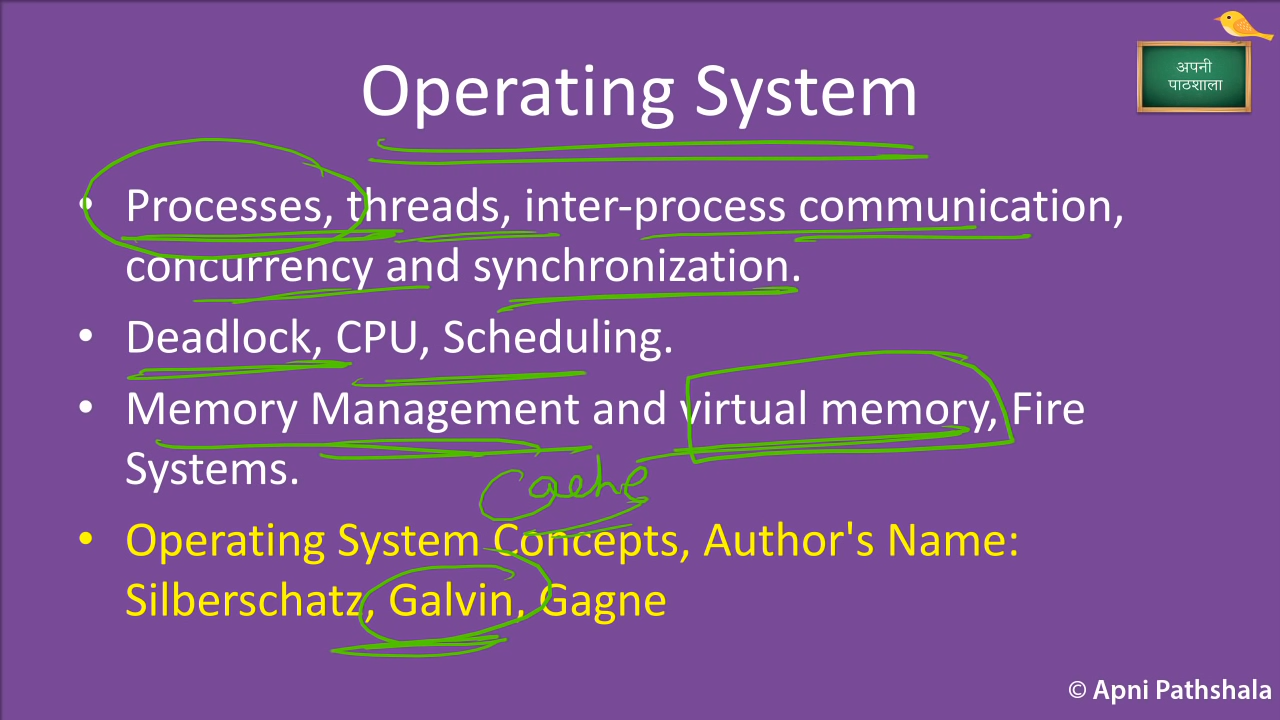 अपनी
पाठशाला
Operating System
• Processes, threads, inter-process communication,
concurrency and synchronization.
• Deadlock, CPU, Scheduling.
• Memory Management and virtual memory, Fire
Systems.
Cache
• Operating System Concepts, Author's Name:
Silberschatz, Galvin, Gagne
© Apni Pathshala